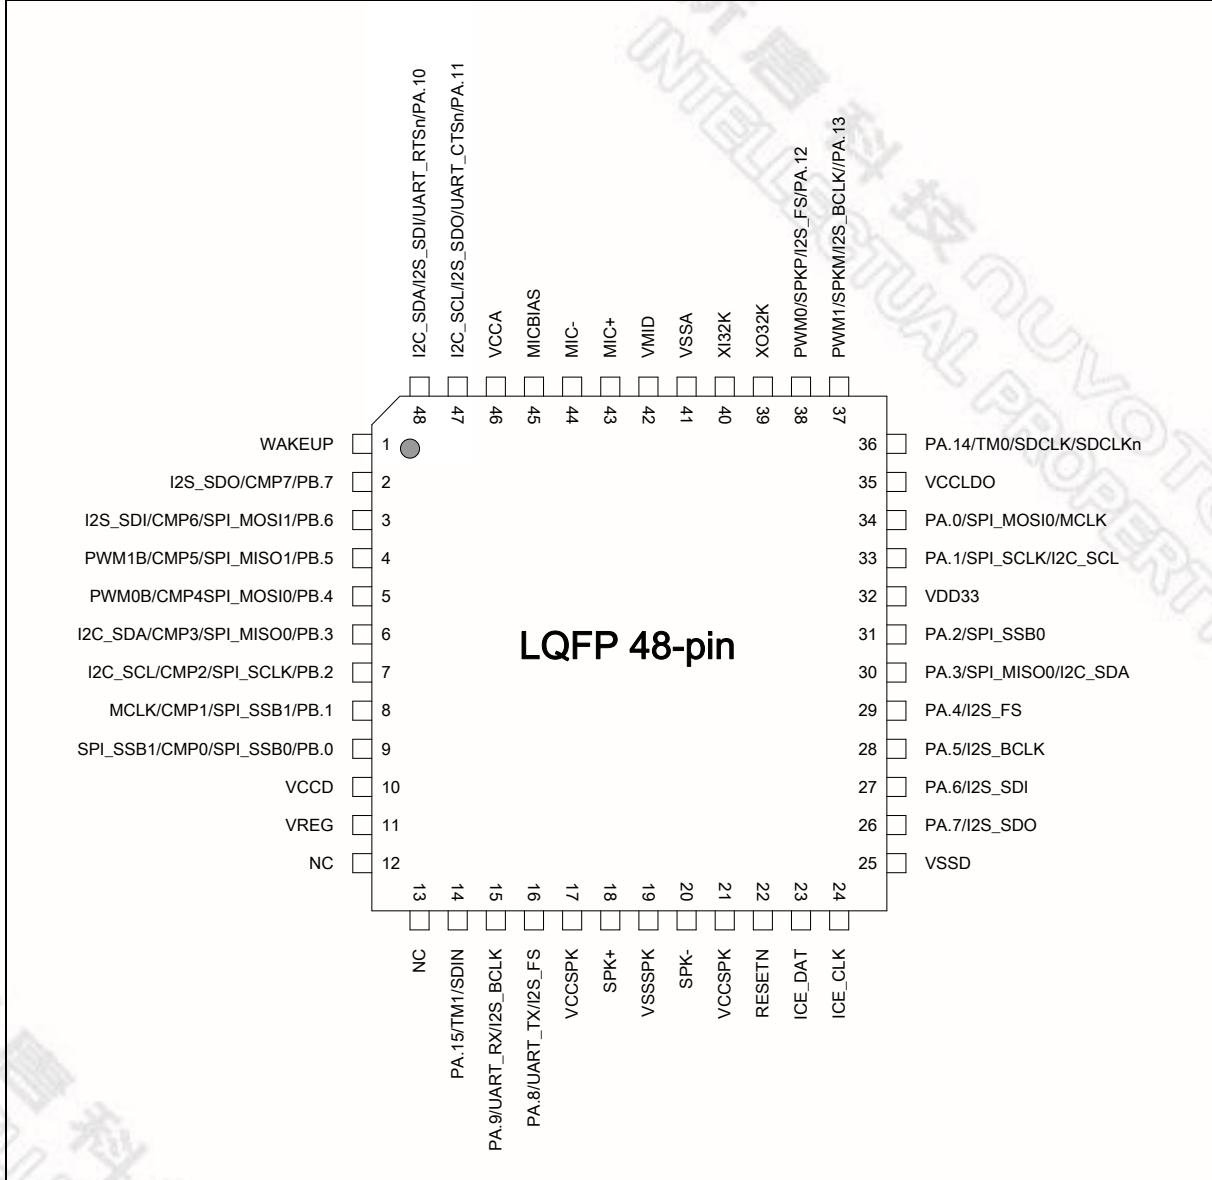 I2C_SDA/I2S_SDI/UART_RTSn/PA.10
I2C_SCL/I2S_SDO/UART_CTSn/PA.11
VCCA
MICBIAS
MIC-
MIC+
VMID
VSSA
XI32K
XO32K
PWM0/SPKP/I2S_FS/PA.12
PWM1/SPKM/I2S_BCLK//PA.13
48
47
46
45
44
43
42
41
40
39
38
37
WAKEUP 1
I2S_SDO/CMP7/PB.7 2
I2S_SDI/CMP6/SPI_MOSI1/PB.6 3
PWM1B/CMP5/SPI_MISO1/PB.5 4
PWM0B/CMP4SPI_MOSI0/PB.4 5
I2C_SDA/CMP3/SPI_MISO0/PB.3 6
I2C_SCL/CMP2/SPI_SCLK/PB.2 7
MCLK/CMP1/SPI_SSB1/PB.1 8
SPI_SSB1/CMP0/SPI_SSB0/PB.0 9
VCCD 10
VREG 11
NC 12
LQFP 48-pin
36 PA.14/TM0/SDCLK/SDCLKn
35 VCCLDO
34 PA.0/SPI_MOSI0/MCLK
33 PA.1/SPI_SCLK/I2C_SCL
32 VDD33
31 PA.2/SPI_SSB0
30 PA.3/SPI_MISO0/I2C_SDA
29 PA.4/I2S_FS
28 PA.5/I2S_BCLK
27 PA.6/I2S_SDI
26 PA.7/I2S_SDO
25 VSSD
13
14
15
16
17
18
19
20
21
22
23
24
NC
PA.15/TM1/SDIN
PA.9/UART_RX/I2S_BCLK
PA.8/UART_TX/I2S_FS
VCCSPK
SPK+
VSSSPK
SPK-
VCCSPK
RESETN
ICE_DAT
ICE_CLK
唐科技 nuvoTo
INTELLECTUAL PROPERTY
唐科